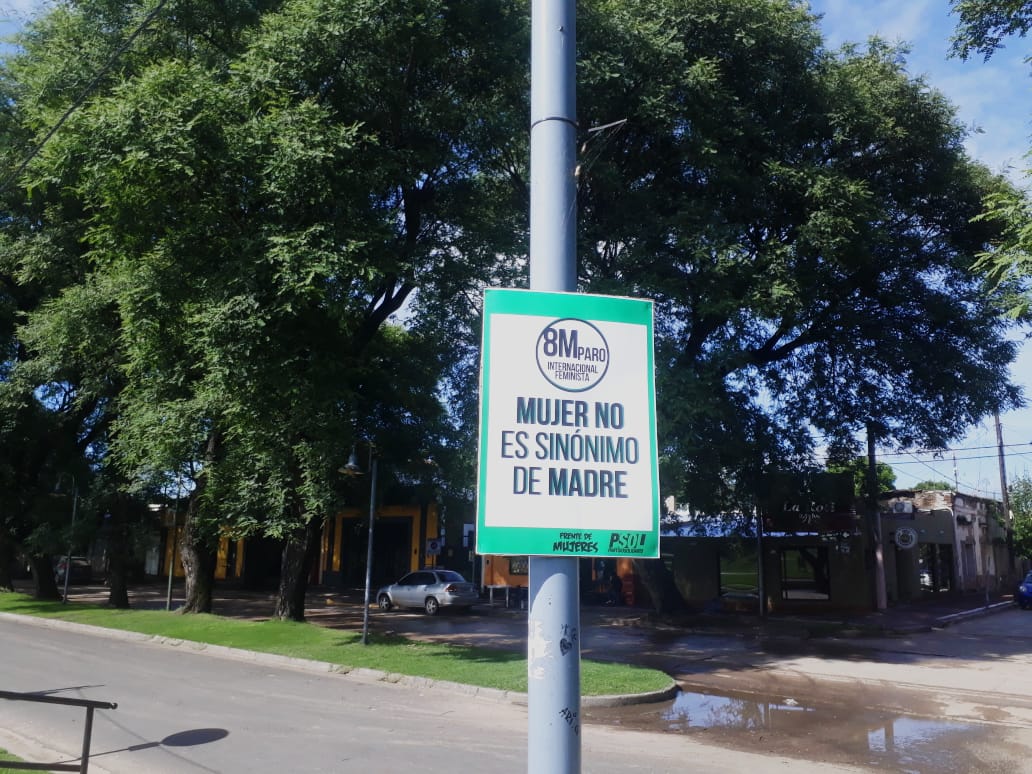 8M PARO
INTERNACIONAL
FEMINISTA
MUJER NO
ES SINÓNIMO
DE MADRE
FRENTE DE
MUJERES
PSOL